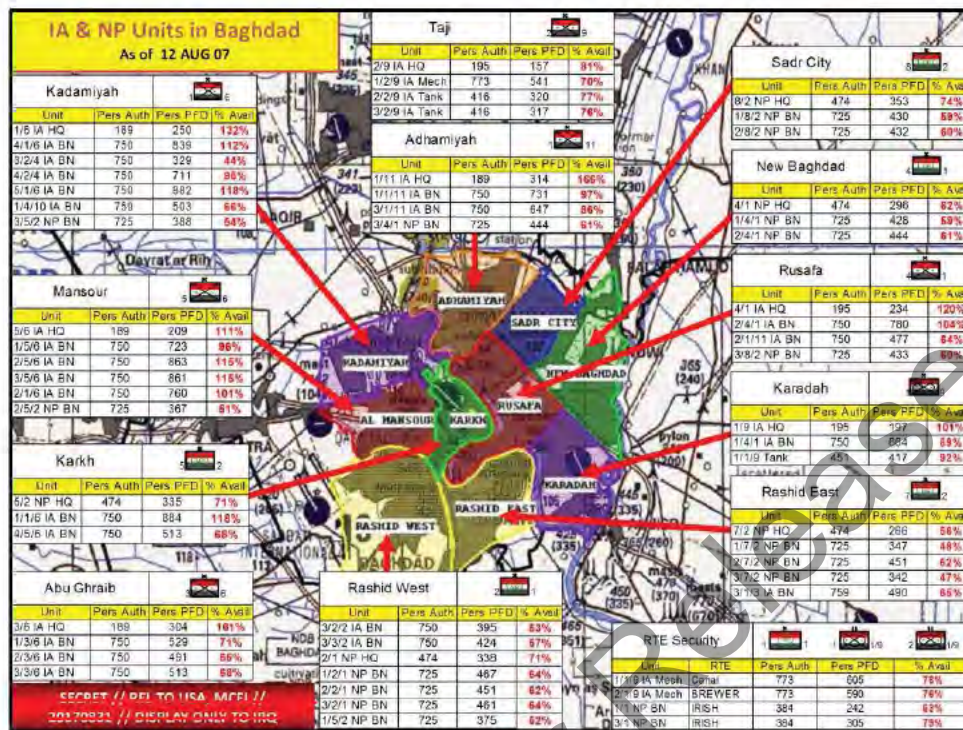 IA & NP Units in Baghdad
As of 12 AUG 07
Kadamiyah
Unit Pers Auth Pers PFD % Avail
1/6 IA HQ 189 250 132%
4/1/6 IA BN 750 839 112%
3/2/4 IA BN 750 329 44%
4/2/4 IA BN 750 711 95%
5/1/6 IA BN 750 882 118%
1/4/10 IA BN 750 503 66%
3/5/2 NP BN 725 388 54%
Mansour
5/6 IA HQ 189 209 111%
1/5/6 IA BN 750 723 96%
2/5/6 IA BN 750 863 115%
3/5/6 IA BN 750 861 115%
2/1/6 IA BN 750 760 101%
2/5/2 NP BN 725 367 51%
Karkh
5/2 NP HQ 474 335 71%
1/1/6 IA BN 750 884 118%
4/5/6 IA BN 750 513 68%
Abu Ghraib
Unit Pers Auth Pers PFD % Avail
3/6 IA HQ 189 304 161%
1/3/6 IA BN 750 529 71%
2/3/6 IA BN 750 491
3/3/6 IA BN 750 513 68%
SECRET // REL TO USA, MCFI //
20170831 // DISPLAY ONLY TO IRQ
Taji
Unit Pers Auth Pers PFD % Avail
2/9 IA HQ 195 157 81%
1/2/9 IA Mech 773 541 70%
2/2/9 IA Tank 416 320 77%
3/2/9 IA Tank 416 317 76%
Adhamiyah
Unit Pers Auth Pers PFD % Avail
1/11 IA HQ 189 314 166%
1/1/11 IA BN 750 731 97%
3/1/11 IA BN 750 647 86%
3/4/1 NP BN 725 444 61%
Sadr City
Unit Pers Auth Pers PFD % Avail
8/2 NP HQ 474 353 74%
1/8/2 NP BN 725 430 59%
2/8/2 NP BN 725 432 60%
New Baghdad
Unit Pers Auth Pers PFD % Avail
4/1 NP HQ 474 296 62%
1/4/1 NP BN 725 428 59%
2/4/1 NP BN 725 444 61%
Rusafa
Unit Pers Auth Pers PFD % Avail
4/1 IA HQ 195 234 120%
2/4/1 IA BN 750 780 104%
2/1/11 IA BN 750 477 64%
3/8/2 NP BN 725 433 60%
Karadah
Unit Pers Auth Pers PFD % Avail
1/9 IA HQ 195 197 101%
1/4/1 IA BN 750
1/1/9 Tank 451 417 92%
Rashid East
Unit Pers Auth Pers PFD % Avail
7/2 NP HQ 474 266 56%
1/7/2 NP BN 725 347 48%
2/7/2 NP BN 725 451 62%
3/7/2 NP BN 725 342 47%
3/1/3 IA BN 759 490 65%
Rashid West
Unit Pers Auth Pers PFD % Avail
3/2/2 IA BN 750 395 53%
3/3/2 IA BN 750 424 57%
2/1 NP HQ 474 338 71%
1/2/1 NP BN 725 467 64%
2/2/1 NP BN 725 451 62%
3/2/1 NP BN 725 461 64%
1/5/2 NP BN 725 375 52%
RTE Security
Unit RTE Pers Auth Pers PFD % Avail
1/1/9 IA Mech Canal 773 605 78%
2/1/9 IA Mech BREWER 773 590 76%
1/1 NP BN IRISH 384 242 63%
3/1 NP BN IRISH 384 305 79%
ADHAMIYAH
SADR CITY
KADAMIYAH
NEW BAGHDAD
RUSAFA
AL MANSOUR
KARKH
KARADAH
RASHID EAST
RASHID WEST
BAGHDAD
Release